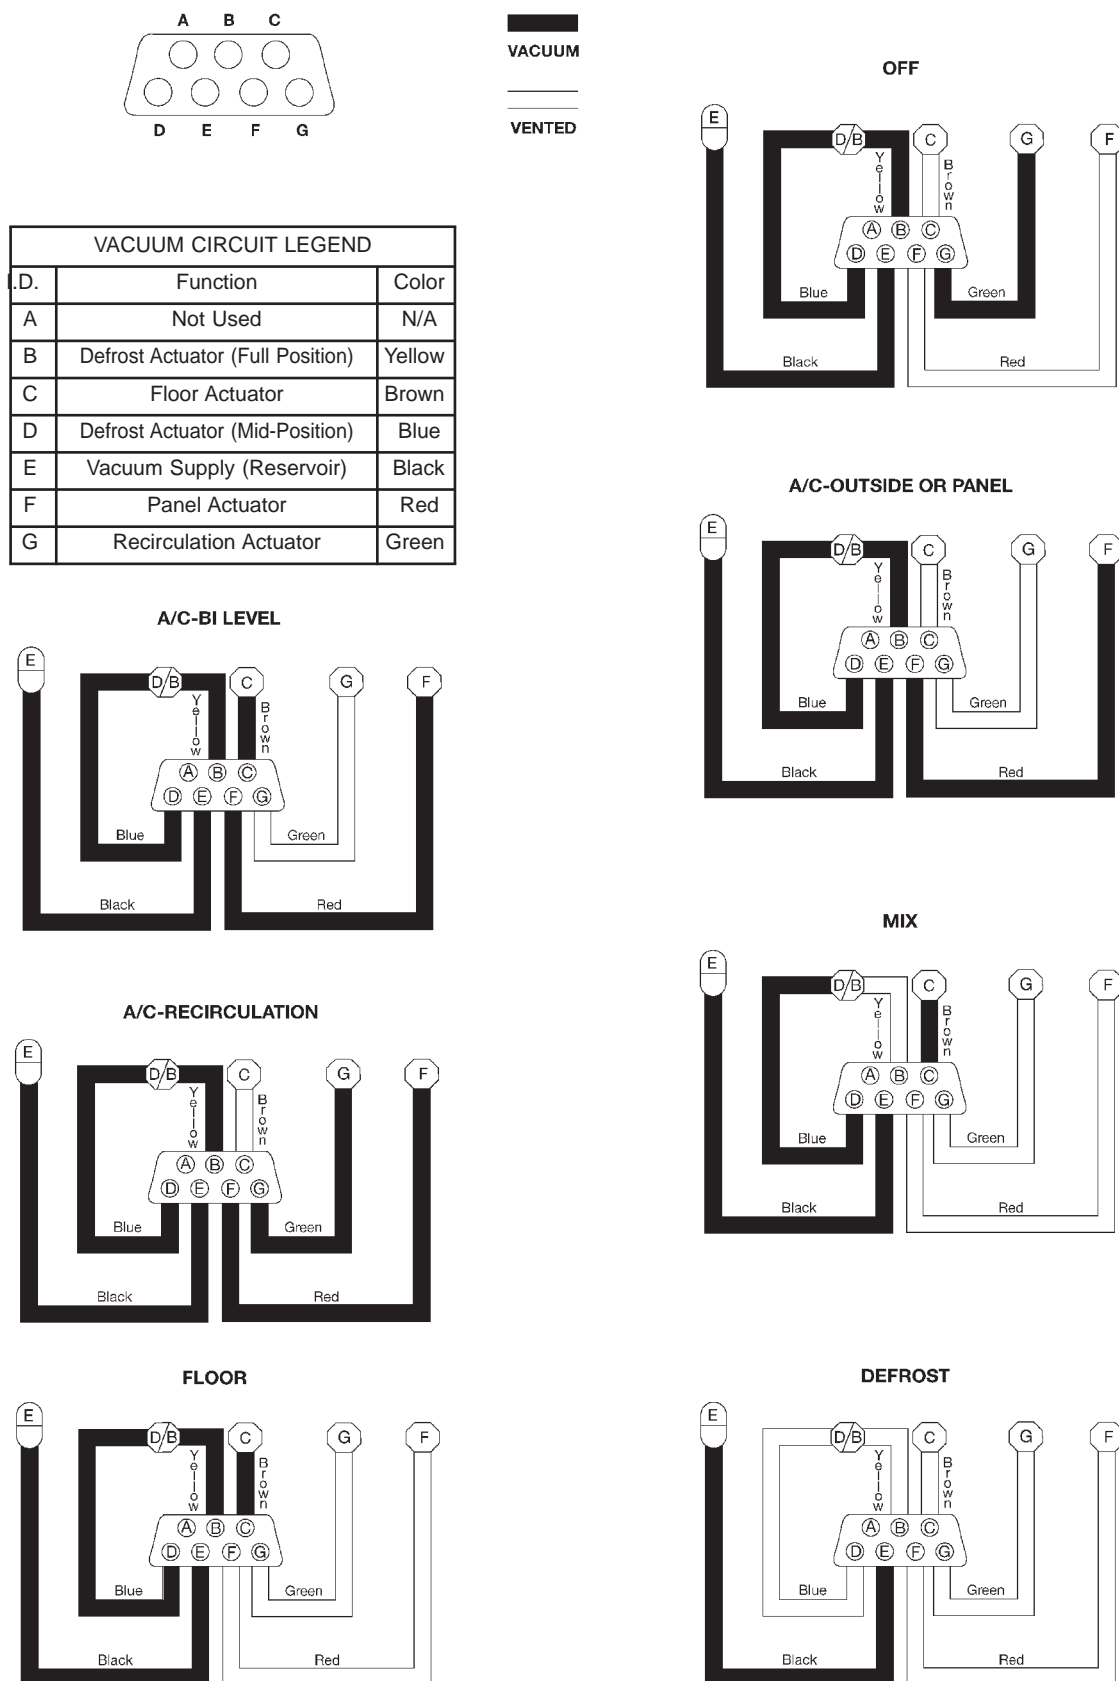 A B C
D E F G
VACUUM
VENTED
VACUUM CIRCUIT LEGEND
I.D. Function Color
A Not Used N/A
B Defrost Actuator (Full Position) Yellow
C Floor Actuator Brown
D Defrost Actuator (Mid-Position) Blue
E Vacuum Supply (Reservoir) Black
F Panel Actuator Red
G Recirculation Actuator Green
OFF
E D/B C G F
Yellow Brown
A B C
D E F G
Blue Green
Black Red
A/C-OUTSIDE OR PANEL
E D/B C G F
Yellow Brown
A B C
D E F G
Blue Green
Black Red
A/C-BI LEVEL
E D/B C G F
Yellow Brown
A B C
D E F G
Blue Green
Black Red
MIX
E D/B C G F
Yellow Brown
A B C
D E F G
Blue Green
Black Red
A/C-RECIRCULATION
E D/B C G F
Yellow Brown
A B C
D E F G
Blue Green
Black Red
FLOOR
E D/B C G F
Yellow Brown
A B C
D E F G
Blue Green
Black Red
DEFROST
E D/B C G F
Yellow Brown
A B C
D E F G
Blue Green
Black Red